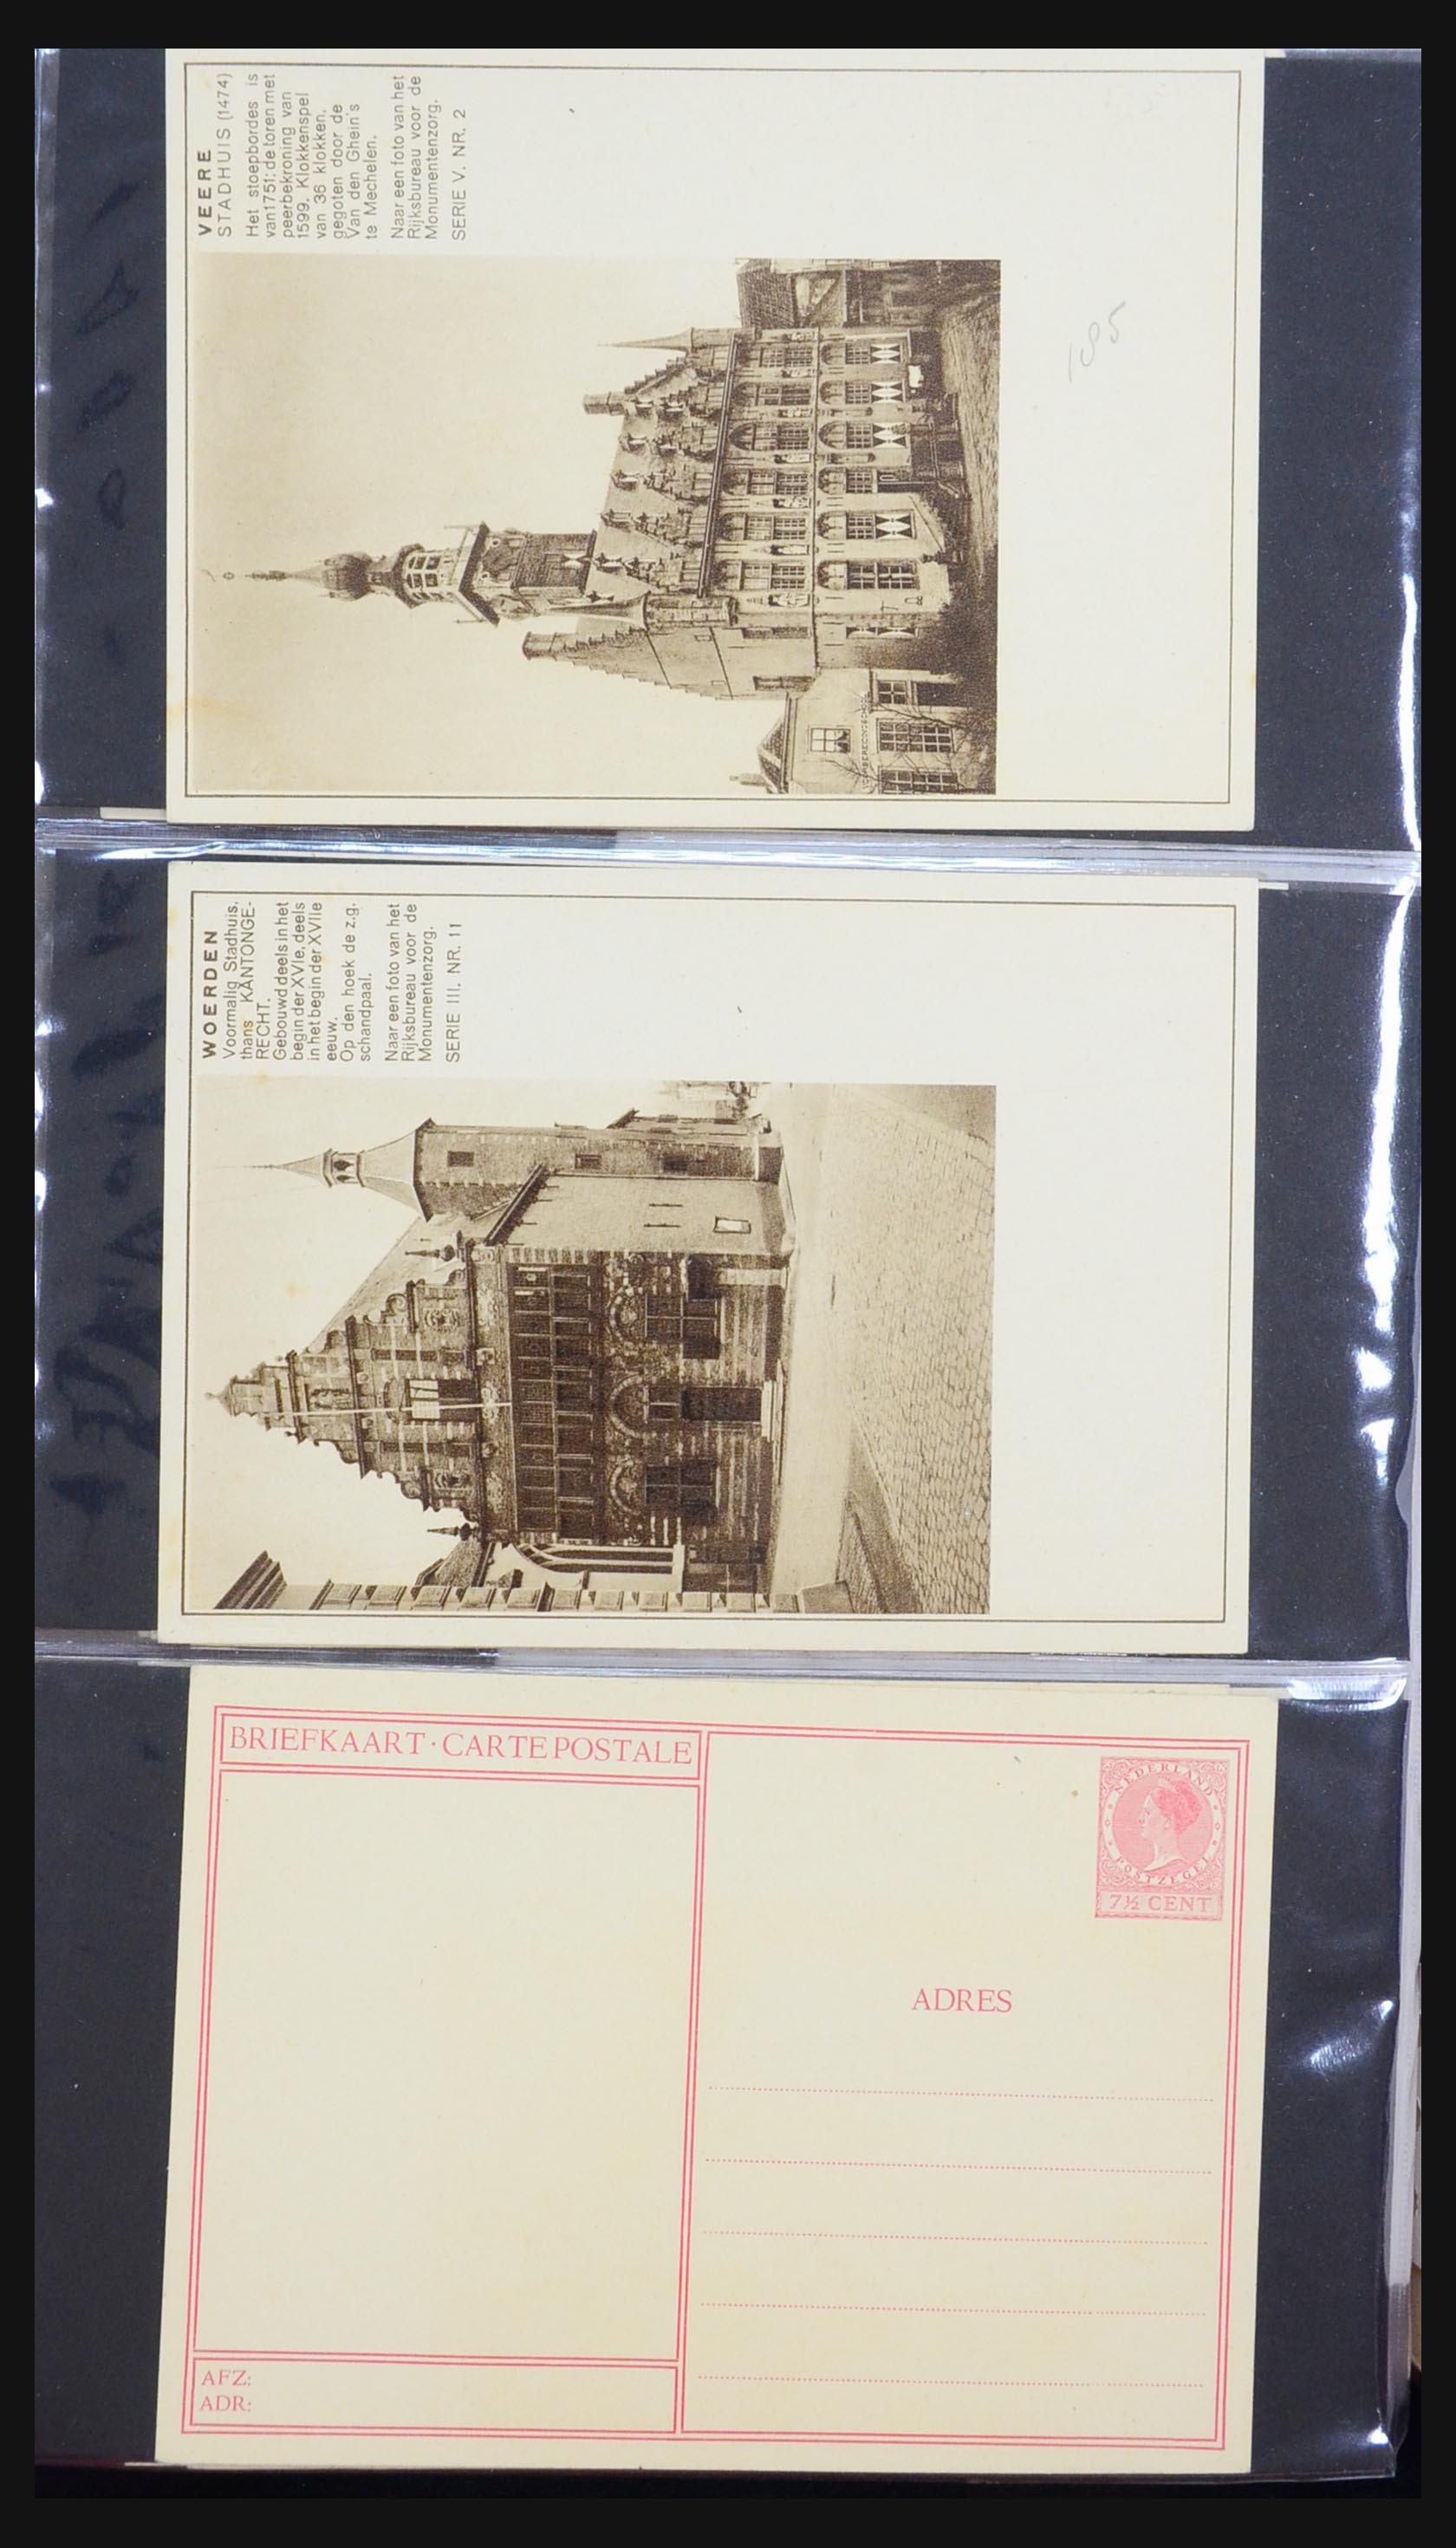 VEERE
STADHUIS (1474)
Het stoepbordes is
van 1751; de toren met
peerbekroning van
1599. Klokkenspel
van 36 klokken,
gegoten door de
Van den Ghein's
te Mechelen.
Naar een foto van het
Rijksbureau voor de
Monumentenzorg.
SERIE V. NR. 2
185
WOERDEN
Voormalig Stadhuis,
thans KANTONGE-
RECHT.
Gebouwd deels in het
begin der XVIe, deels
in het begin der XVIIe
eeuw.
Op den hoek de z.g.
schandpaal.
Naar een foto van het
Rijksbureau voor de
Monumentenzorg.
SERIE III. NR. 11
BRIEFKAART · CARTE POSTALE
NEDERLAND
POSTZEGEL
7½ CENT
ADRES
AFZ:
ADR: